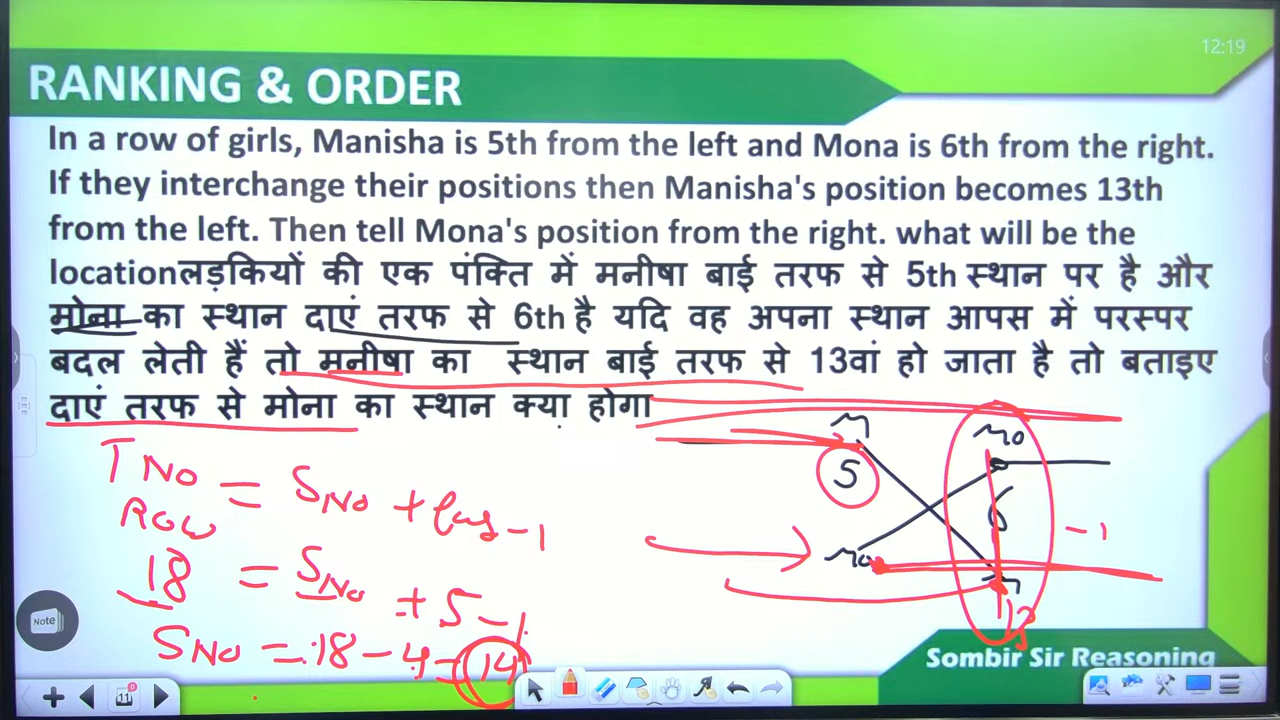 12:19
RANKING & ORDER
In a row of girls, Manisha is 5th from the left and Mona is 6th from the right.
If they interchange their positions then Manisha's position becomes 13th
from the left. Then tell Mona's position from the right. what will be the
locationलड़कियों की एक पंक्ति में मनीषा बाई तरफ से 5th स्थान पर है और
मोना का स्थान दाएं तरफ से 6th है यदि वह अपना स्थान आपस में परस्पर
बदल लेती हैं तो मनीषा का स्थान बाई तरफ से 13वां हो जाता है तो बताइए
दाएं तरफ से मोना का स्थान क्या होगा
M
Mo
5
6
T No
Row
= S No +
-1
Mo
M
13
-1
18 = S No + 5 - 1
S No = 18 - 4 = 14
Note
Sombir Sir Reasoning
11